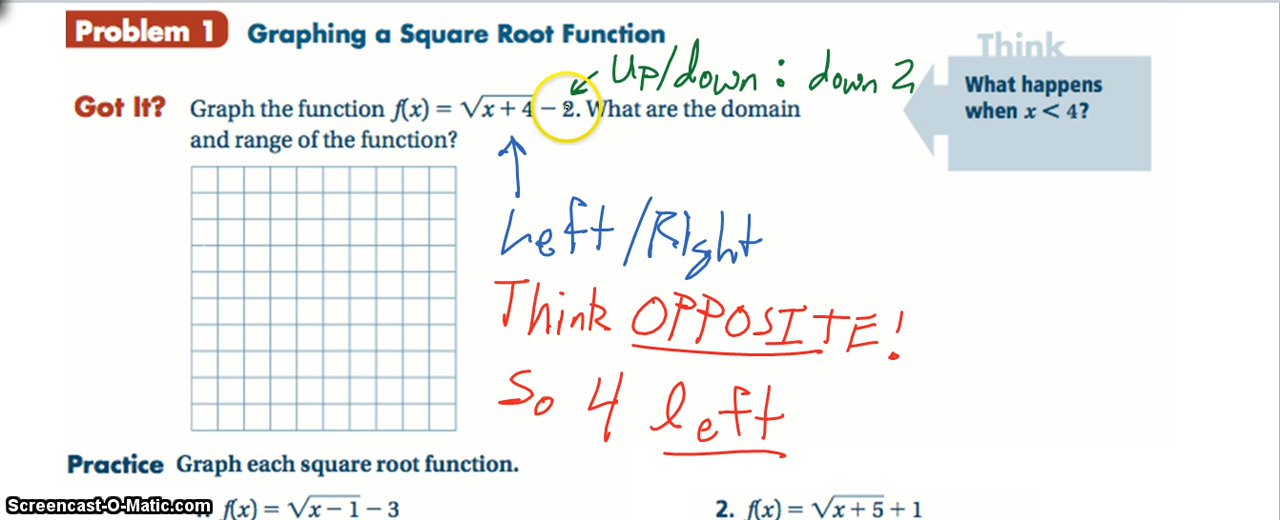 Problem 1 Graphing a Square Root Function
Up/down : down 2
Think
Got It? Graph the function f(x) = √x + 4 − 2. What are the domain
and range of the function?
What happens
when x < 4?
Left/Right
Think OPPOSITE!
So 4 left
Practice Graph each square root function.
Screencast-O-Matic.com
f(x) = √x − 1 − 3
2. f(x) = √x + 5 + 1